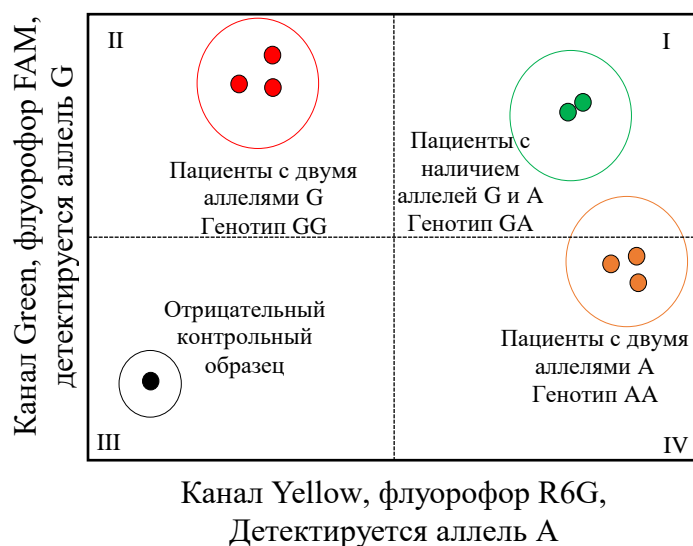 Канал Green, флуорофор FAM,
детектируется аллель G
II
I
Пациенты с двумя
аллелями G
Генотип GG
Пациенты с
наличием
аллелей G и А
Генотип GA
Отрицательный
контрольный
образец
Пациенты с двумя
аллелями А
Генотип АА
III
IV
Канал Yellow, флуорофор R6G,
Детектируется аллель А